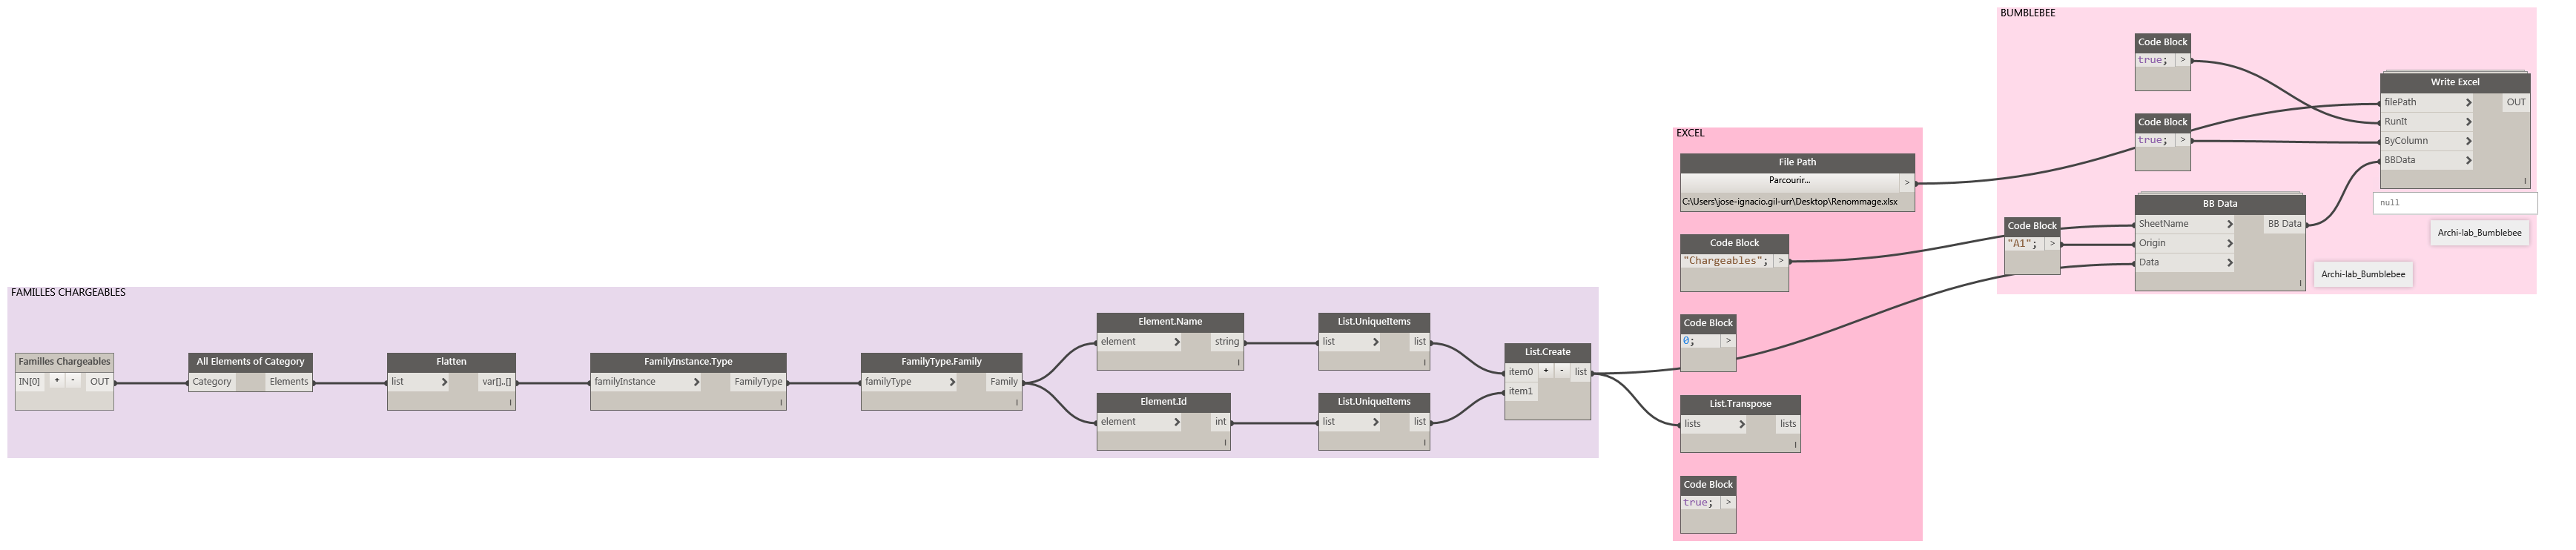 FAMILLES CHARGEABLES
Familles Chargeables
IN[0] + - OUT
All Elements of Category
Category Elements
Flatten
list > var[]..[]
FamilyInstance.Type
familyInstance > FamilyType
FamilyType.Family
familyType > Family
Element.Name
element > string
Element.Id
element > int
List.UniqueItems
list > list
List.UniqueItems
list > list
List.Create
item0 + - list
item1
EXCEL
File Path
Parcourir... >
C:\Users\jose-ignacio.gil-urr\Desktop\Renommage.xlsx
Code Block
"Chargeables"; >
Code Block
0; >
List.Transpose
lists > lists
Code Block
true; >
BUMBLEBEE
Code Block
true; >
Code Block
true; >
Code Block
"A1"; >
BB Data
SheetName > BB Data
Origin >
Data >
Archi-lab_Bumblebee
Write Excel
filePath > OUT
RunIt >
ByColumn >
BBData >
null
Archi-lab_Bumblebee